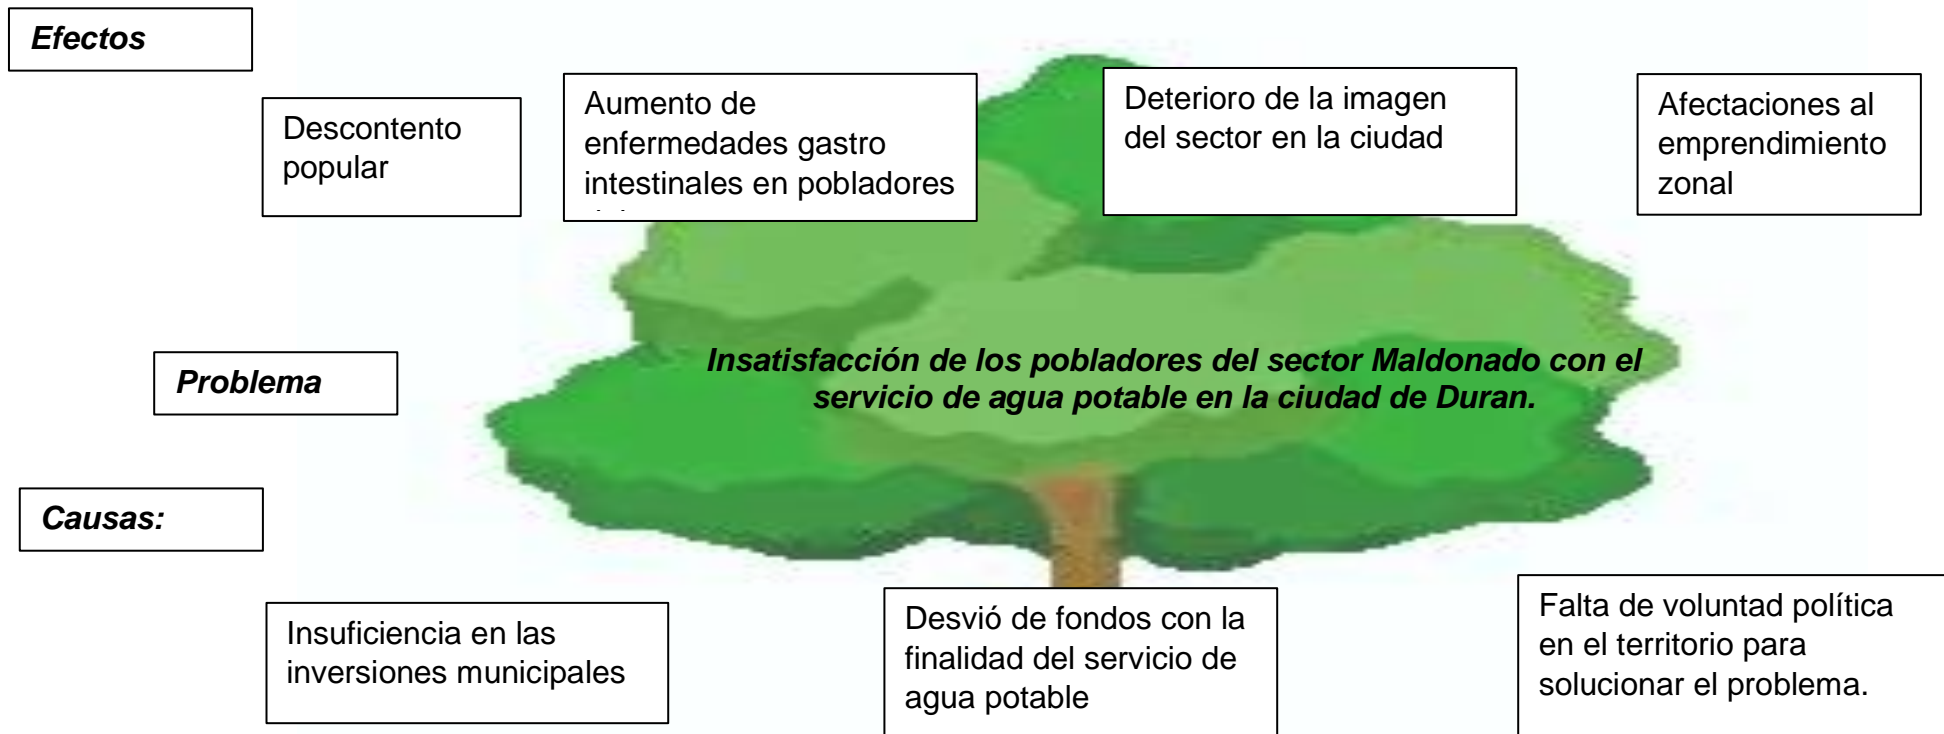 Efectos
Descontento
popular
Aumento de
enfermedades gastro
intestinales en pobladores
Deterioro de la imagen
del sector en la ciudad
Afectaciones al
emprendimiento
zonal
Problema
Insatisfacción de los pobladores del sector Maldonado con el
servicio de agua potable en la ciudad de Duran.
Causas:
Insuficiencia en las
inversiones municipales
Desvió de fondos con la
finalidad del servicio de
agua potable
Falta de voluntad política
en el territorio para
solucionar el problema.